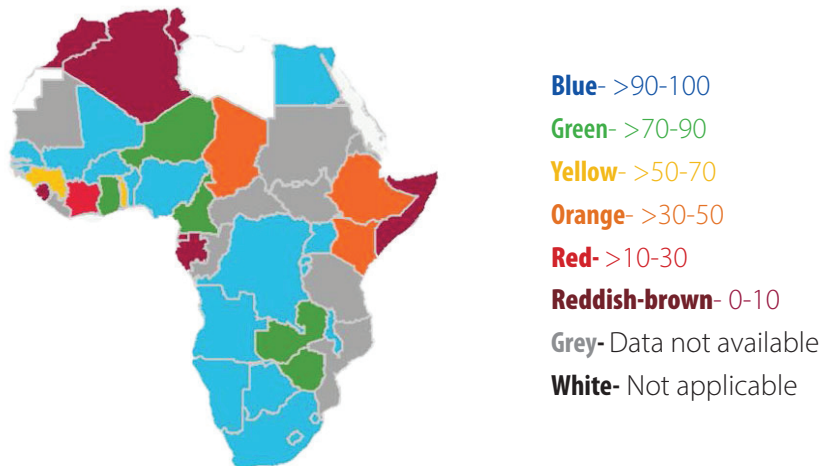 Blue- >90-100
Green- >70-90
Yellow- >50-70
Orange- >30-50
Red- >10-30
Reddish-brown- 0-10
Grey- Data not available
White- Not applicable